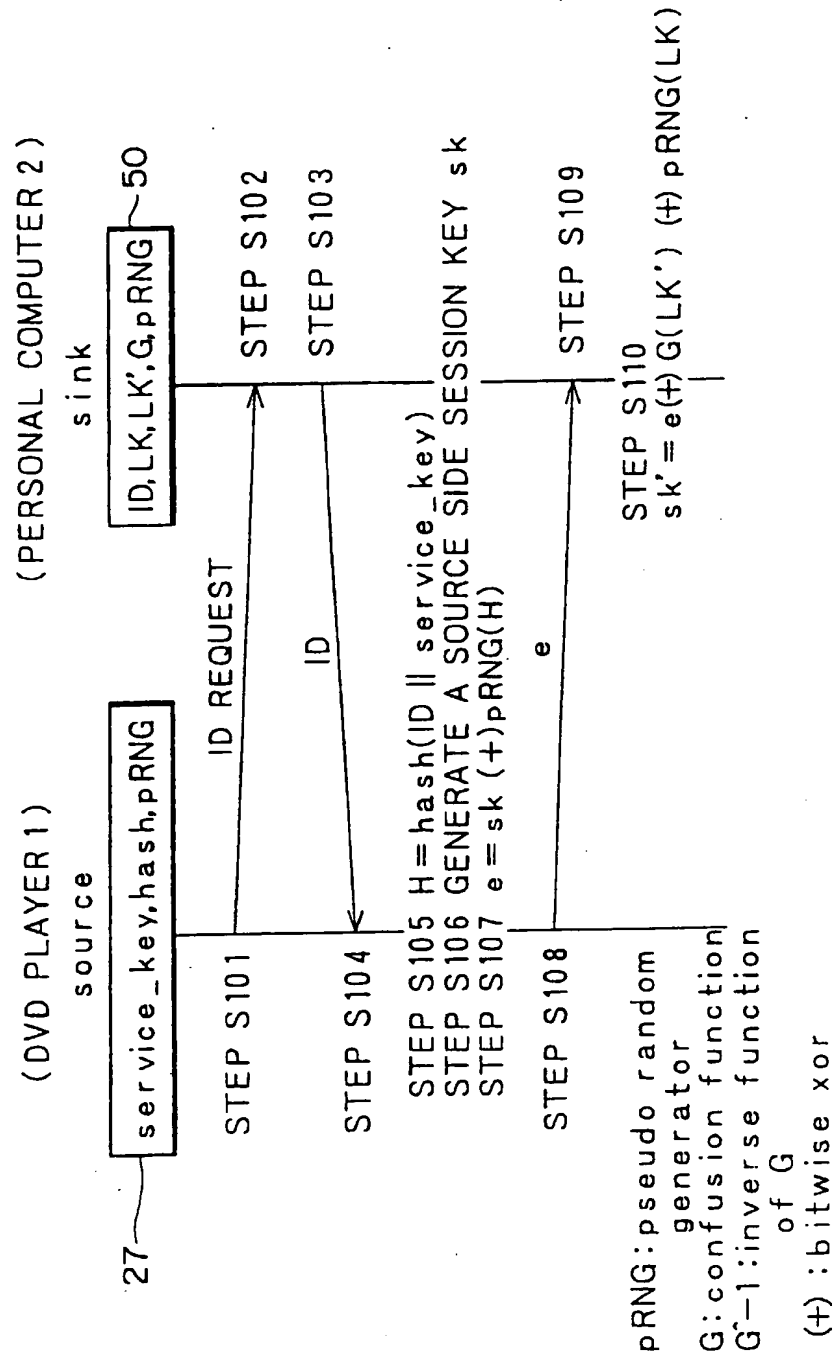 (DVD PLAYER 1)
source
(PERSONAL COMPUTER 2)
sink
27
service_key, hash, pRNG
ID, LK, LK', G, pRNG
50
STEP S101
ID REQUEST
STEP S102
ID
STEP S103
STEP S104
STEP S105 H=hash(ID || service_key)
STEP S106 GENERATE A SOURCE SIDE SESSION KEY sk
STEP S107 e=sk (+) pRNG(H)
STEP S108
e
STEP S109
STEP S110
sk'=e(+) G(LK') (+) pRNG(LK)
pRNG: pseudo random
generator
G: confusion function
G^-1: inverse function
of G
(+) : bitwise xor